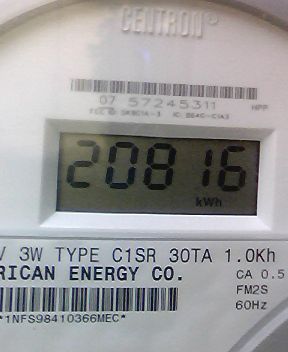 CENTRON®
07 57245311 HPP
20816
kWh
V 3W TYPE C1SR 30TA 1.0Kh
RICAN ENERGY CO.
CA 0.5
FM2S
60Hz
*1NFS98410366MEC*